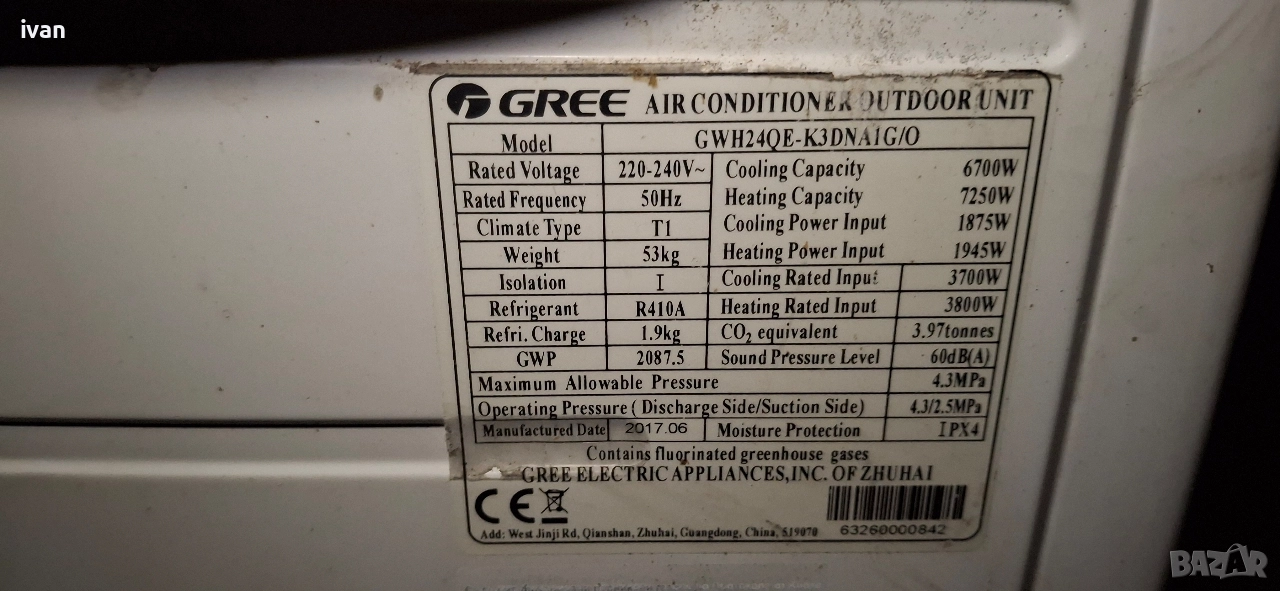 ivan
GREE AIR CONDITIONER OUTDOOR UNIT
Model GWH24QE-K3DNA1G/O
Rated Voltage 220-240V~ Cooling Capacity 6700W
Rated Frequency 50Hz Heating Capacity 7250W
Climate Type T1 Cooling Power Input 1875W
Weight 53kg Heating Power Input 1945W
Isolation I Cooling Rated Input 3700W
Refrigerant R410A Heating Rated Input 3800W
Refri. Charge 1.9kg CO₂ equivalent 3.97tonnes
GWP 2087.5 Sound Pressure Level 60dB(A)
Maximum Allowable Pressure 4.3MPa
Operating Pressure ( Discharge Side/Suction Side) 4.3/2.5MPa
Manufactured Date 2017.06 Moisture Protection IPX4
Contains fluorinated greenhouse gases
GREE ELECTRIC APPLIANCES,INC. OF ZHUHAI
CE
Add: West Jinji Rd, Qianshan, Zhuhai, Guangdong, China, 519070 63260000842
BAZAR